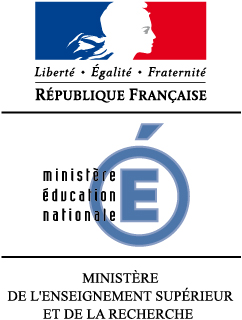 Liberté • Égalité • Fraternité
RÉPUBLIQUE FRANÇAISE
ministère
éducation
nationale
É
MINISTÈRE
DE L'ENSEIGNEMENT SUPÉRIEUR
ET DE LA RECHERCHE